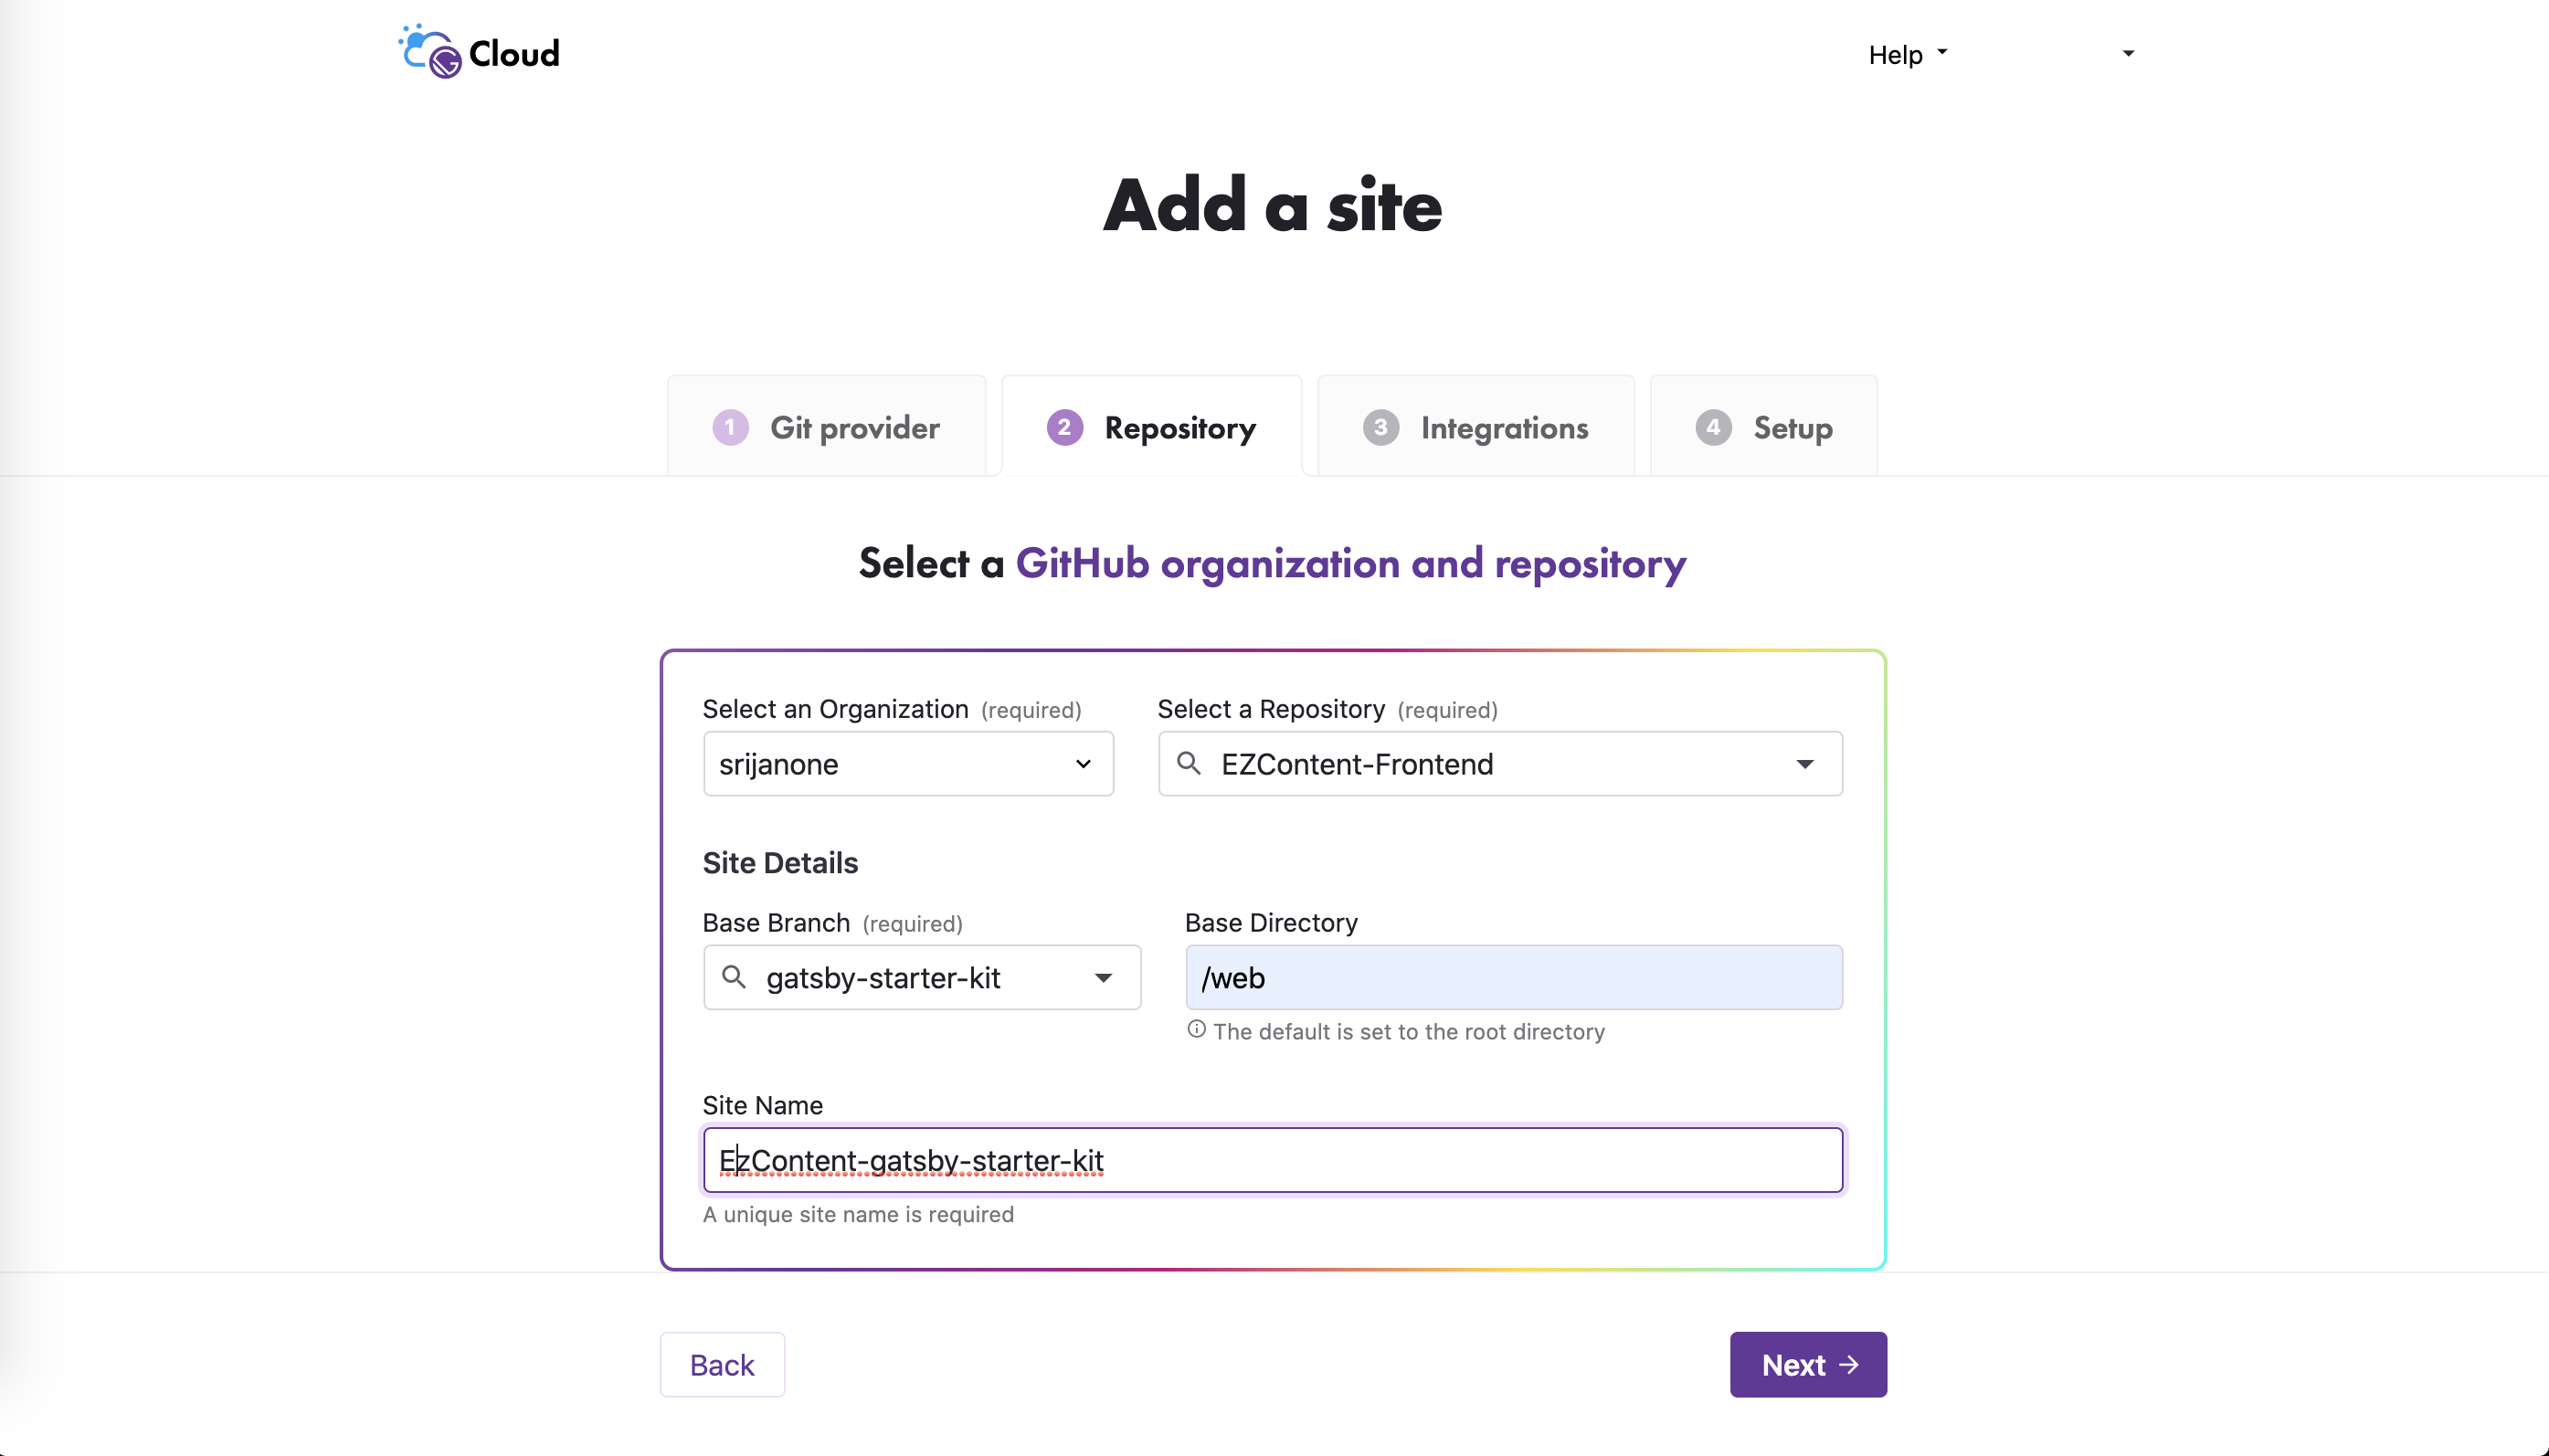 Cloud
Help
Add a site
1 Git provider
2 Repository
3 Integrations
4 Setup
Select a GitHub organization and repository
Select an Organization (required)
Select a Repository (required)
srijanone
EZContent-Frontend
Site Details
Base Branch (required)
Base Directory
gatsby-starter-kit
/web
The default is set to the root directory
Site Name
EzContent-gatsby-starter-kit
A unique site name is required
Back
Next →